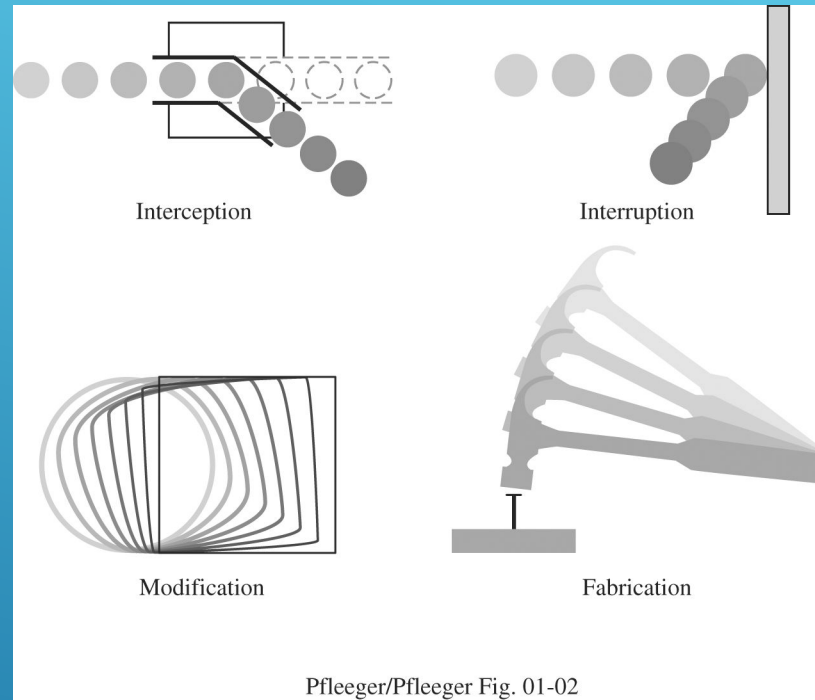 Interception
Interruption
Modification
Fabrication
Pfleeger/Pfleeger Fig. 01-02